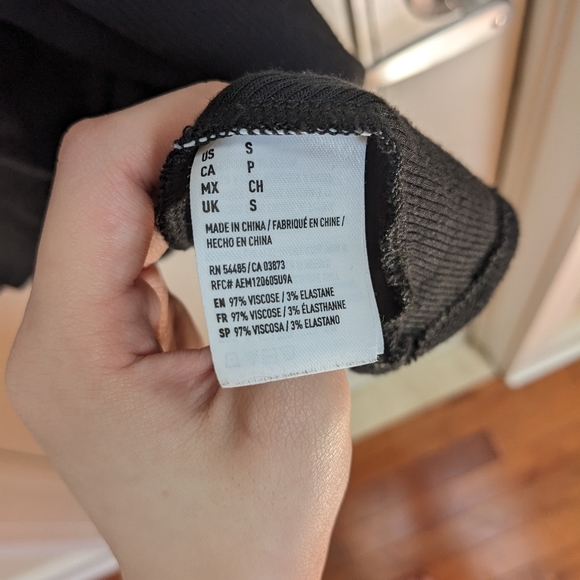 US S
CA P
MX CH
UK S
MADE IN CHINA / FABRIQUÉ EN CHINE /
HECHO EN CHINA
RN 54485 / CA 03873
RFC# AEM120605U9A
EN 97% VISCOSE / 3% ELASTANE
FR 97% VISCOSE / 3% ÉLASTHANNE
SP 97% VISCOSA / 3% ELASTANO